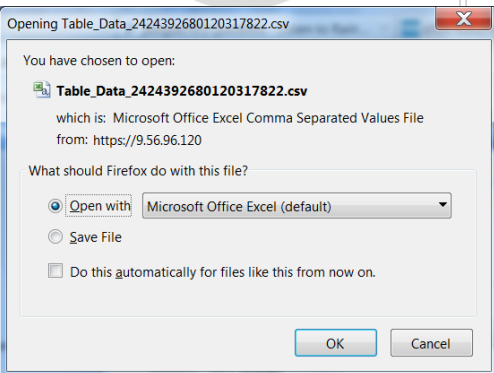 Opening Table_Data_2424392680120317822.csv
You have chosen to open:
Table_Data_2424392680120317822.csv
which is: Microsoft Office Excel Comma Separated Values File
from: https://9.56.96.120
What should Firefox do with this file?
Open with Microsoft Office Excel (default)
Save File
Do this automatically for files like this from now on.
OK Cancel